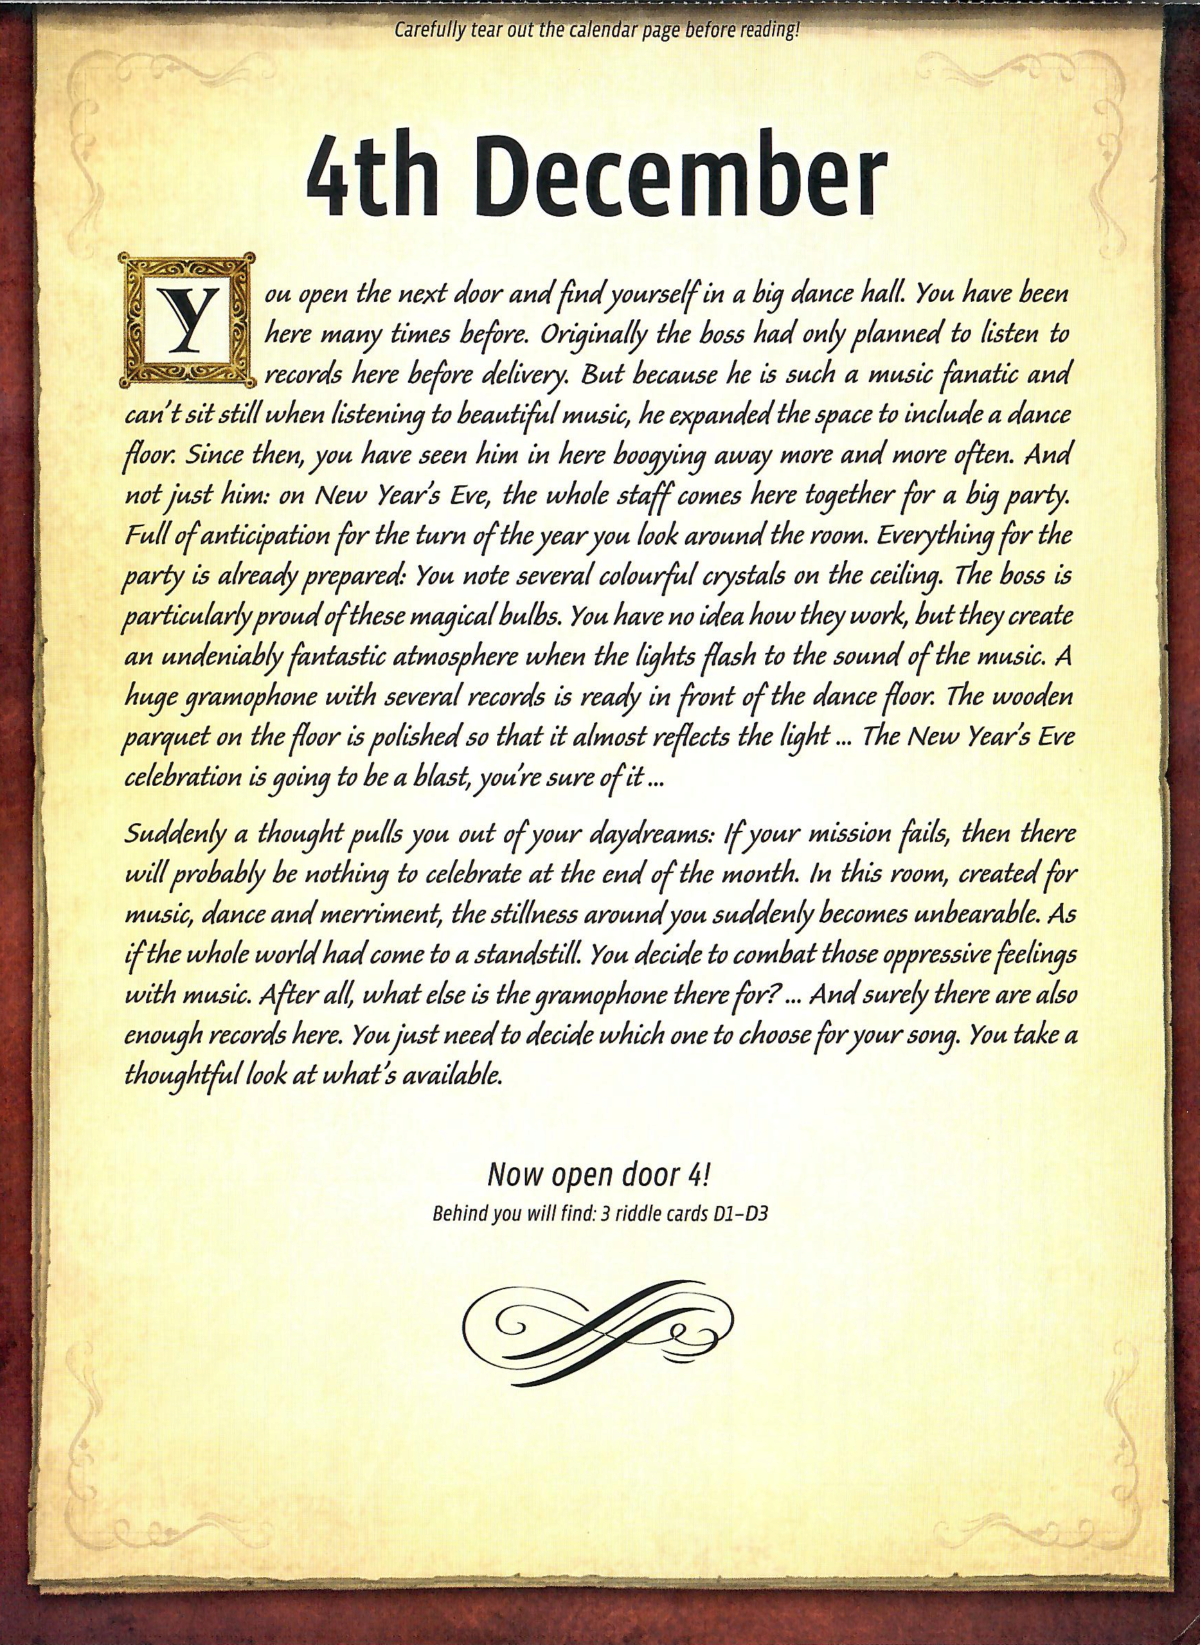 Carefully tear out the calendar page before reading!
4th December
You open the next door and find yourself in a big dance hall. You have been
here many times before. Originally the boss had only planned to listen to
records here before delivery. But because he is such a music fanatic and
can't sit still when listening to beautiful music, he expanded the space to include a dance
floor. Since then, you have seen him in here boogying away more and more often. And
not just him: on New Year's Eve, the whole staff comes here together for a big party.
Full of anticipation for the turn of the year you look around the room. Everything for the
party is already prepared: You note several colourful crystals on the ceiling. The boss is
particularly proud of these magical bulbs. You have no idea how they work, but they create
an undeniably fantastic atmosphere when the lights flash to the sound of the music. A
huge gramophone with several records is ready in front of the dance floor. The wooden
parquet on the floor is polished so that it almost reflects the light ... The New Year's Eve
celebration is going to be a blast, you're sure of it ...
Suddenly a thought pulls you out of your daydreams: If your mission fails, then there
will probably be nothing to celebrate at the end of the month. In this room, created for
music, dance and merriment, the stillness around you suddenly becomes unbearable. As
if the whole world had come to a standstill. You decide to combat those oppressive feelings
with music. After all, what else is the gramophone there for? ... And surely there are also
enough records here. You just need to decide which one to choose for your song. You take a
thoughtful look at what's available.
Now open door 4!
Behind you will find: 3 riddle cards D1–D3